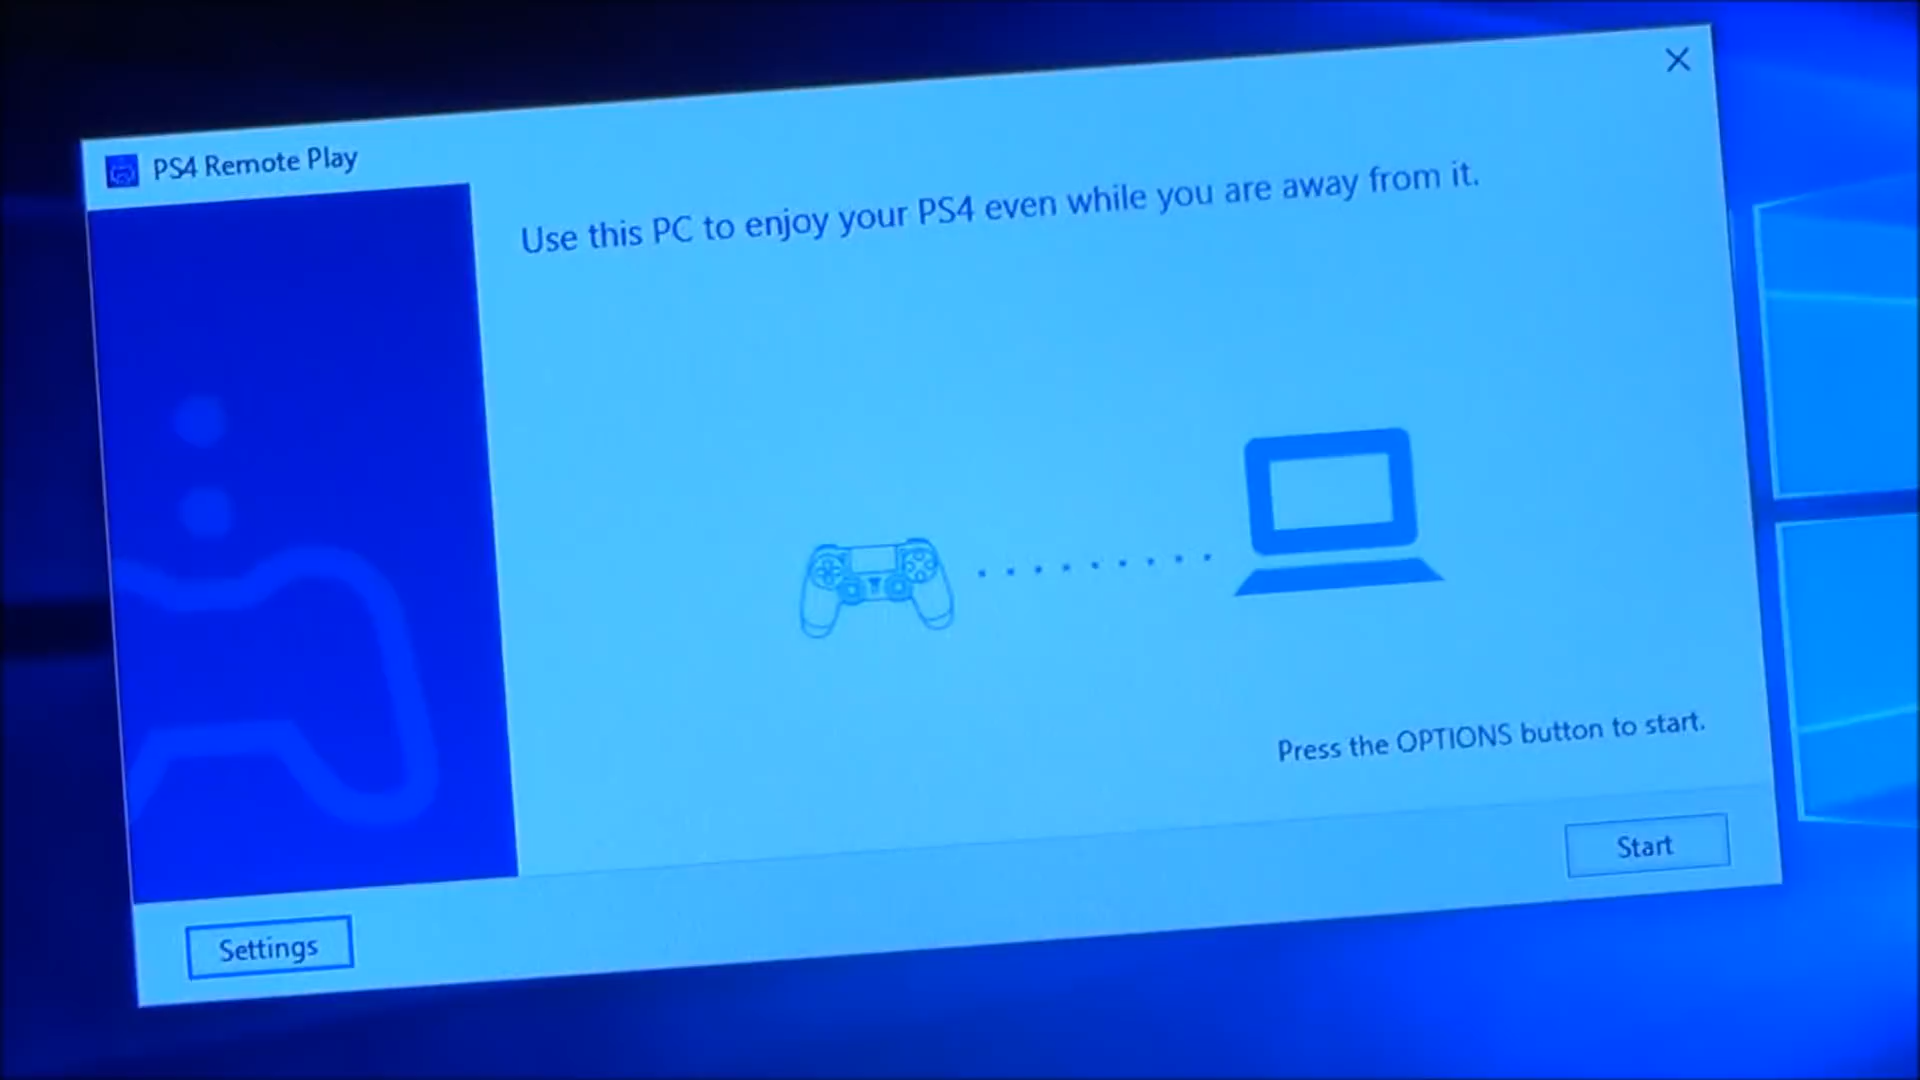 PS4 Remote Play
Use this PC to enjoy your PS4 even while you are away from it.
Press the OPTIONS button to start.
Start
Settings